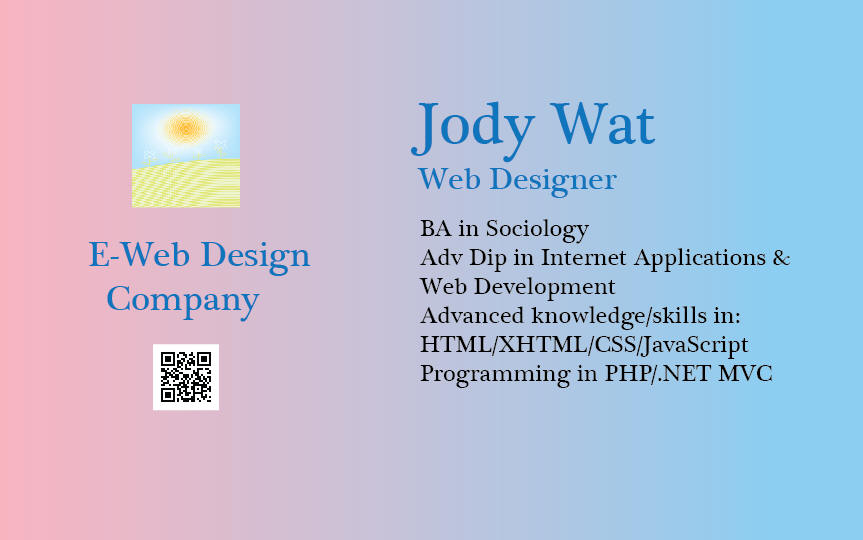 E-Web Design
Company
Jody Wat
Web Designer
BA in Sociology
Adv Dip in Internet Applications &
Web Development
Advanced knowledge/skills in:
HTML/XHTML/CSS/JavaScript
Programming in PHP/.NET MVC